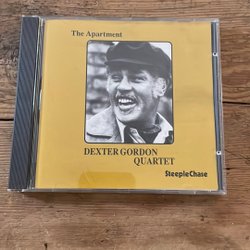 The Apartment
DEXTER GORDON
QUARTET
SteepleChase